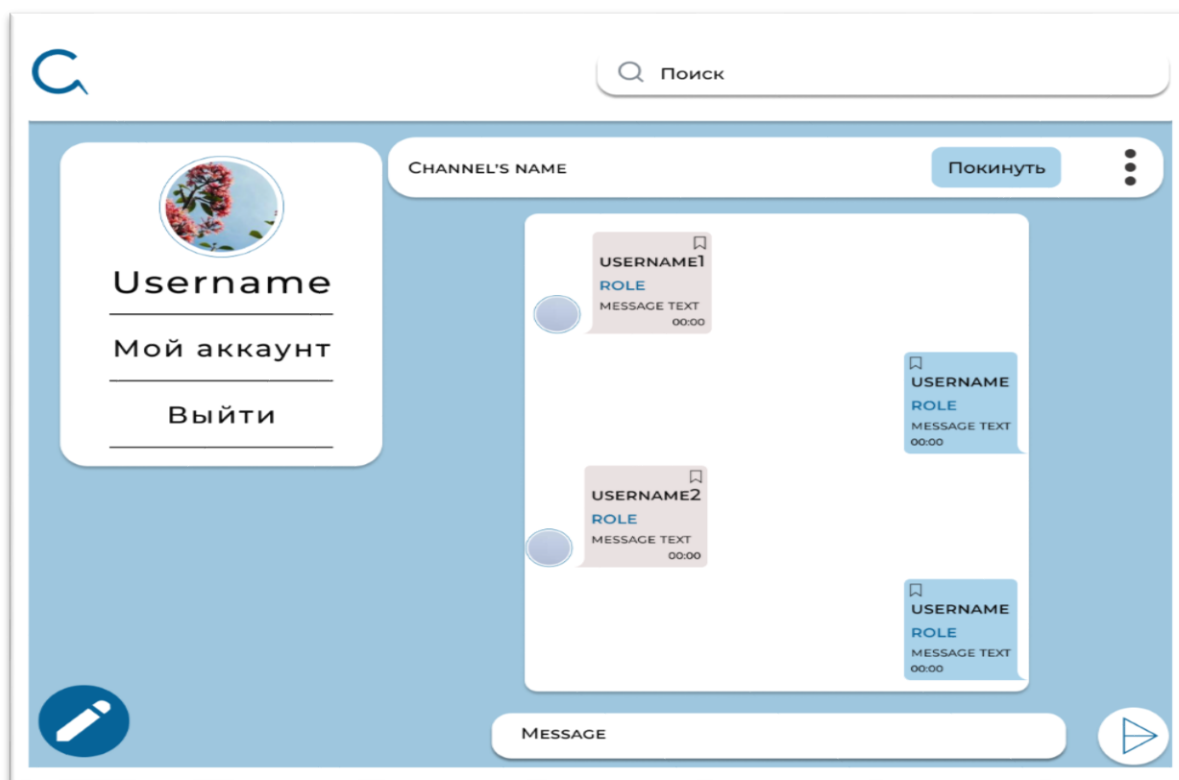 Поиск
Username
Мой аккаунт
Выйти
CHANNEL'S NAME
Покинуть
USERNAME1
ROLE
MESSAGE TEXT
00:00
USERNAME
ROLE
MESSAGE TEXT
00:00
USERNAME2
ROLE
MESSAGE TEXT
00:00
USERNAME
ROLE
MESSAGE TEXT
00:00
MESSAGE